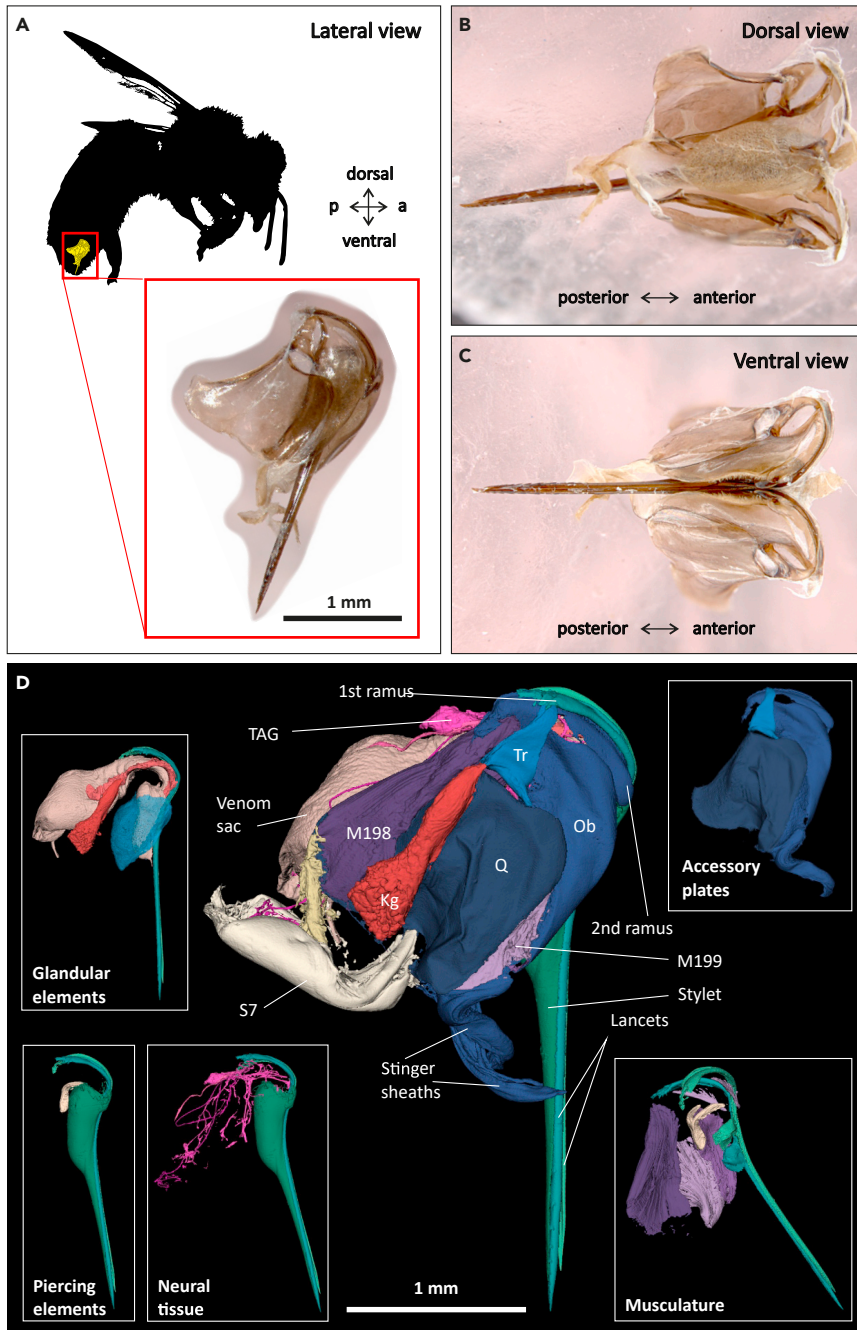 A
Lateral view
dorsal
p
a
ventral
1 mm
B
Dorsal view
posterior
anterior
C
Ventral view
posterior
anterior
D
1st ramus
TAG
Tr
Venom
sac
M198
Ob
Q
Kg
Accessory
plates
2nd ramus
M199
Glandular
elements
S7
Stylet
Lancets
Stinger
sheaths
Piercing
elements
Neural
tissue
1 mm
Musculature